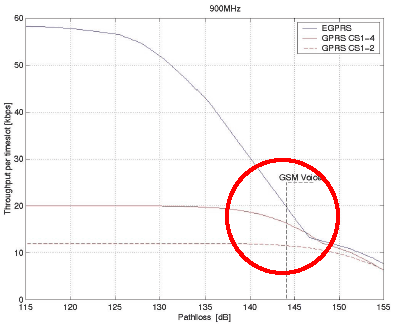 900MHz
EGPRS
GPRS CS1-4
GPRS CS1-2
GSM Voice
Throughput per timeslot [kbps]
60
50
40
30
20
10
0
115
120
125
130
135
140
145
150
155
Pathloss [dB]